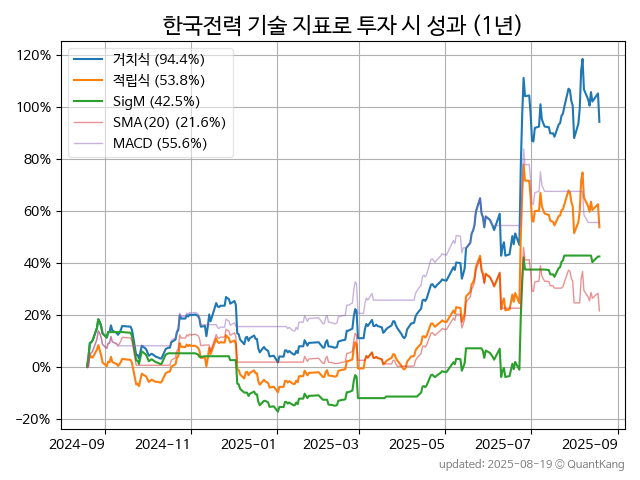 한국전력 기술 지표로 투자 시 성과 (1년)
거치식 (94.4%)
적립식 (53.8%)
SigM (42.5%)
SMA(20) (21.6%)
MACD (55.6%)
120%
100%
80%
60%
40%
20%
0%
−20%
2024-09 2024-11 2025-01 2025-03 2025-05 2025-07 2025-09
updated: 2025-08-19 © QuantKang